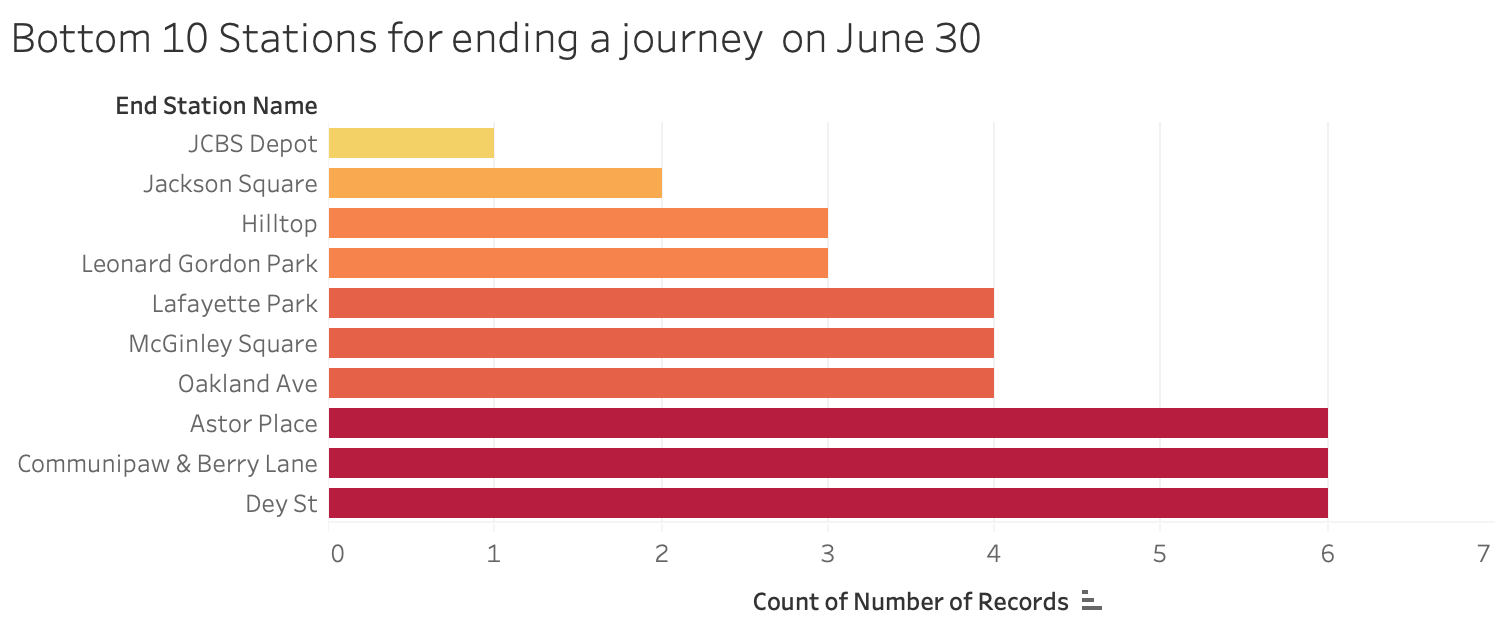 Bottom 10 Stations for ending a journey  on June 30
End Station Name
JCBS Depot
Jackson Square
Hilltop
Leonard Gordon Park
Lafayette Park
McGinley Square
Oakland Ave
Astor Place
Communipaw & Berry Lane
Dey St
0 1 2 3 4 5 6 7
Count of Number of Records